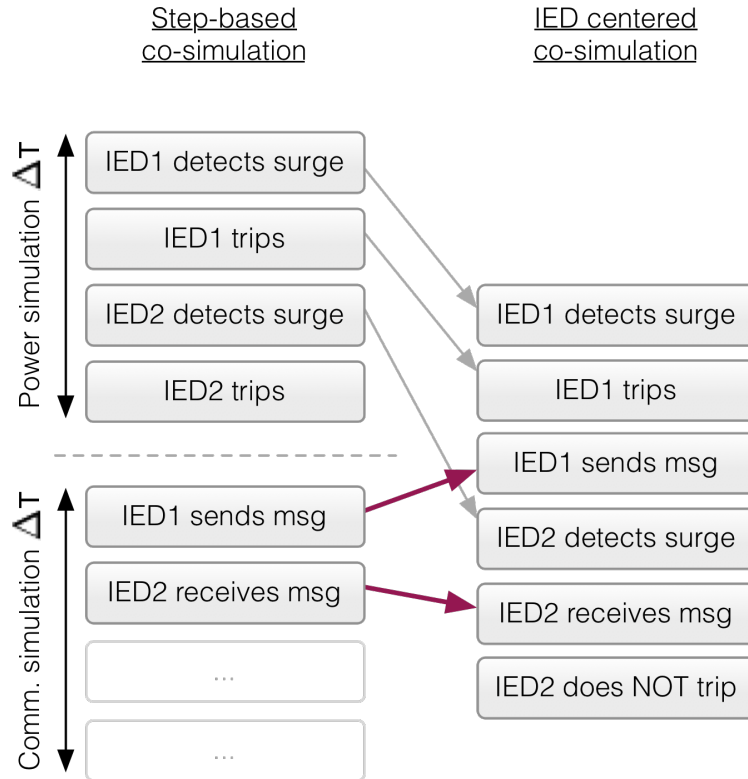 Step-based
co-simulation
IED centered
co-simulation
Power simulation ΔT
IED1 detects surge
IED1 trips
IED2 detects surge
IED2 trips
Comm. simulation ΔT
IED1 sends msg
IED2 receives msg
...
...
IED1 detects surge
IED1 trips
IED1 sends msg
IED2 detects surge
IED2 receives msg
IED2 does NOT trip